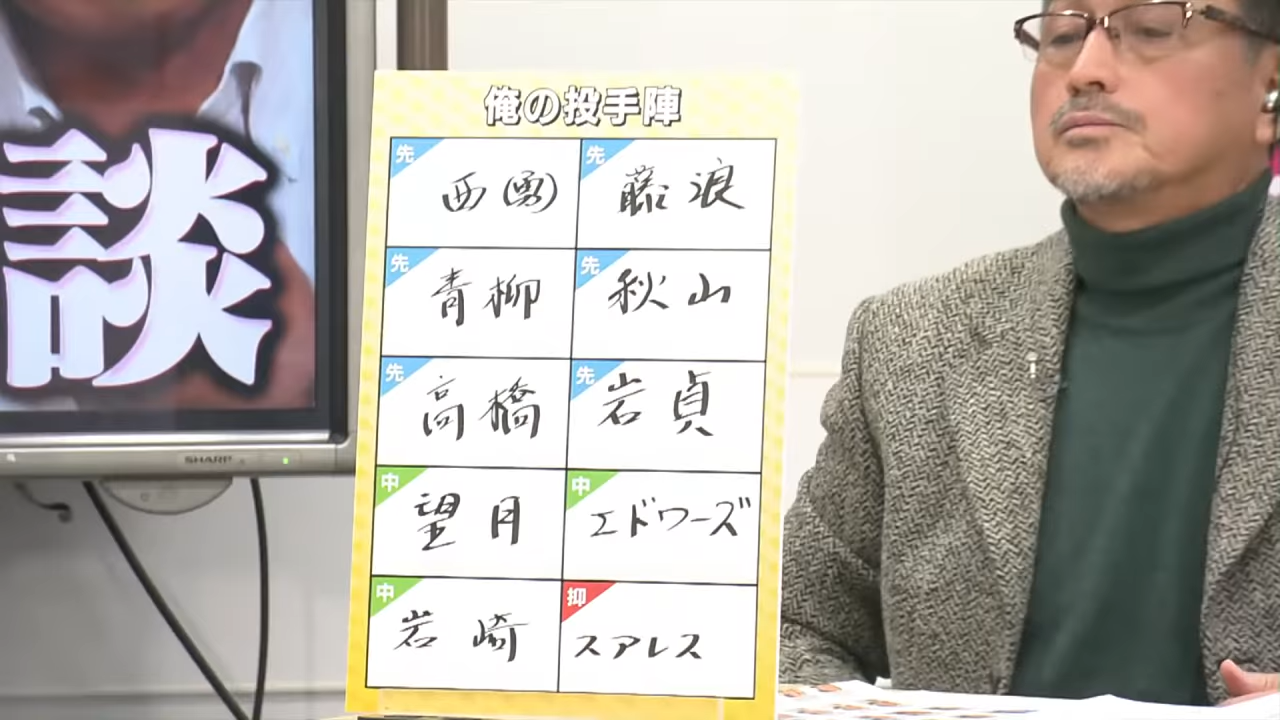 談
SHARP
俺の投手陣
先 西(勇)
先 藤浪
先 青柳
先 秋山
先 高橋
先 岩貞
中 望月
中 エドワーズ
中 岩崎
抑 スアレス